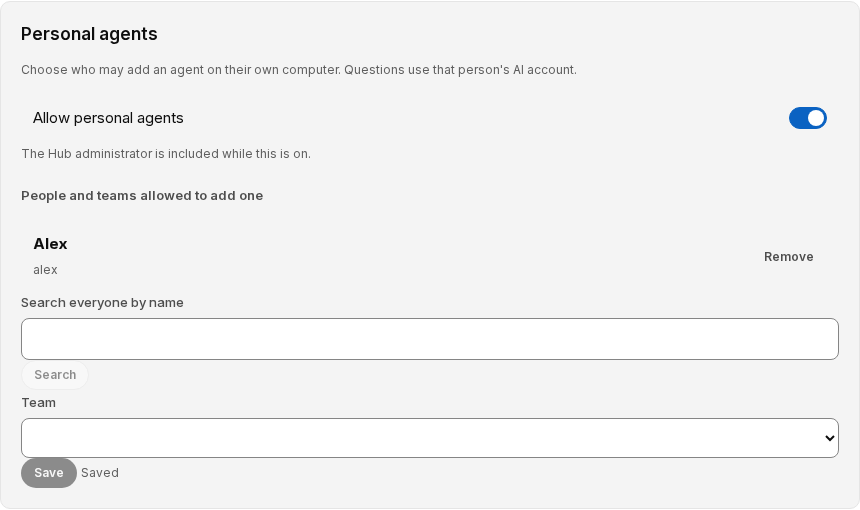 Personal agents
Choose who may add an agent on their own computer. Questions use that person's AI account.
Allow personal agents
The Hub administrator is included while this is on.
People and teams allowed to add one
Alex
alex
Remove
Search everyone by name
Search
Team
Save Saved